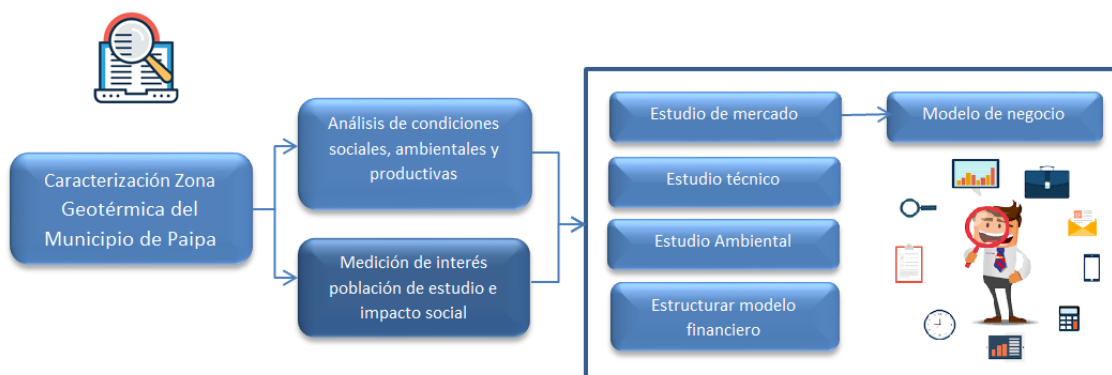 Caracterización Zona
Geotérmica del
Municipio de Paipa
Análisis de condiciones
sociales, ambientales y
productivas
Medición de interés
población de estudio e
impacto social
Estudio de mercado
Modelo de negocio
Estudio técnico
Estudio Ambiental
Estructurar modelo
financiero